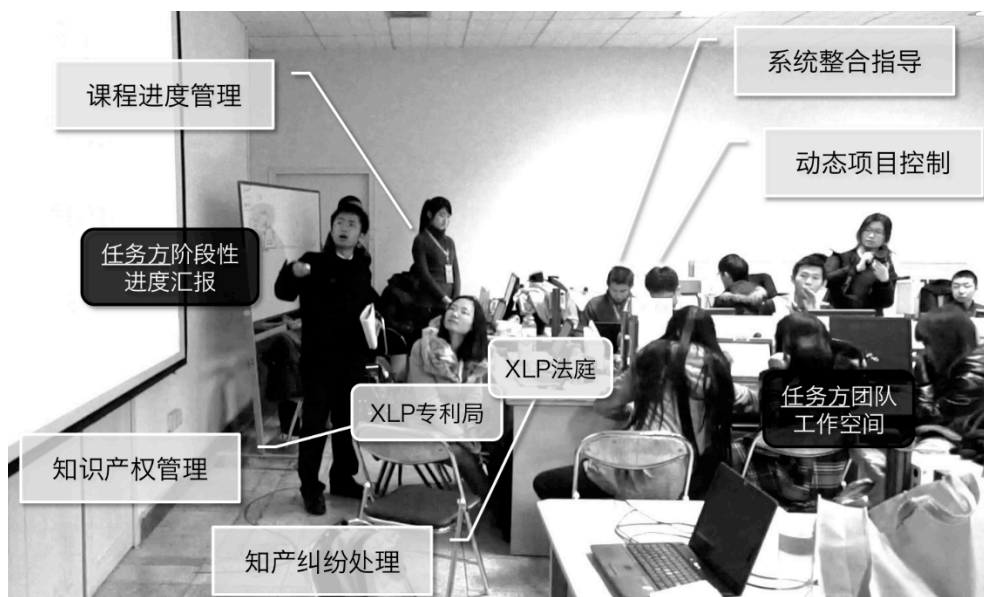 系统整合指导
课程进度管理
动态项目控制
任务方阶段性
进度汇报
XLP法庭
XLP专利局
任务方团队
工作空间
知识产权管理
知产纠纷处理